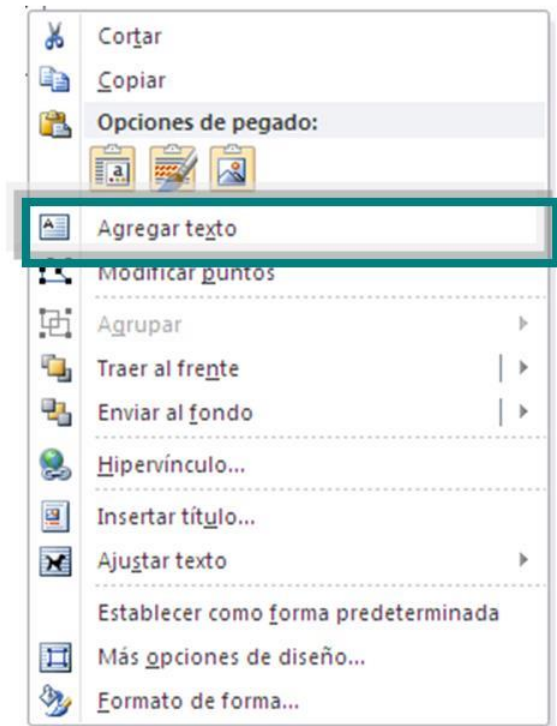 Cortar
Copiar
Opciones de pegado:
Agregar texto
Modificar puntos
Agrupar
Traer al frente
Enviar al fondo
Hipervínculo...
Insertar título...
Ajustar texto
Establecer como forma predeterminada
Más opciones de diseño...
Formato de forma...